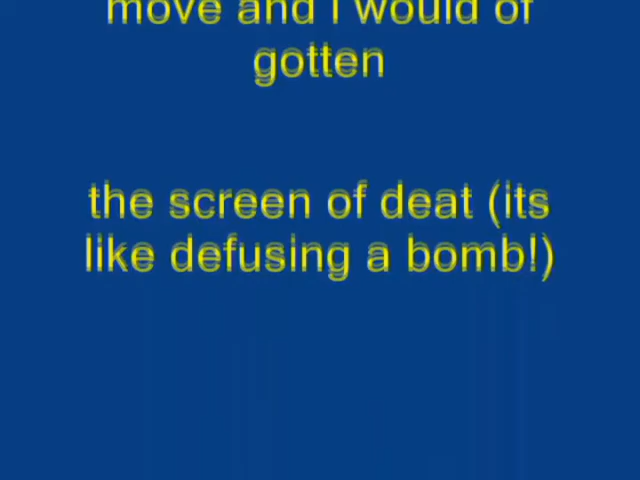 move and I would of
gotten
the screen of deat (its
like defusing a bomb!)